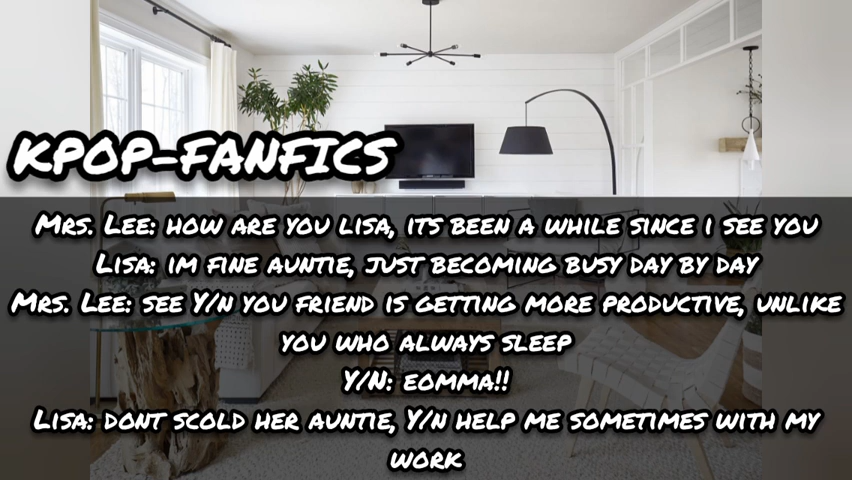 KPOP-FANFICS
MRS. LEE: HOW ARE YOU LISA, ITS BEEN A WHILE SINCE I SEE YOU
LISA: IM FINE AUNTIE, JUST BECOMING BUSY DAY BY DAY
MRS. LEE: SEE Y/N YOU FRIEND IS GETTING MORE PRODUCTIVE, UNLIKE
YOU WHO ALWAYS SLEEP
Y/N: EOMMA!!
LISA: DONT SCOLD HER AUNTIE, Y/N HELP ME SOMETIMES WITH MY
WORK